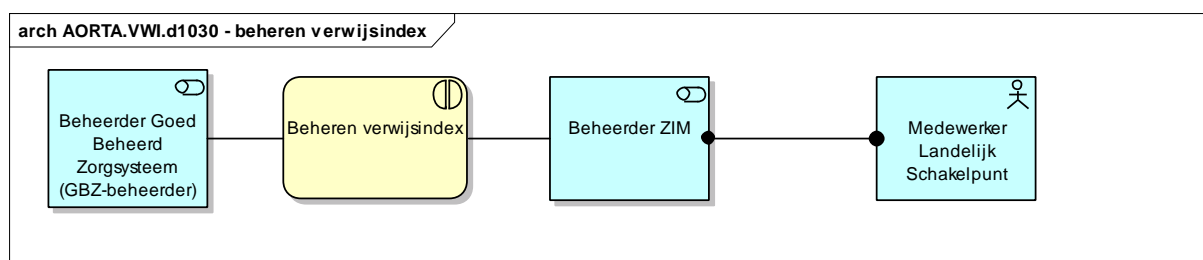 arch AORTA.VWI.d1030 - beheren verwijsindex
Beheerder Goed
Beheerd
Zorgsysteem
(GBZ-beheerder)
Beheren verwijsindex
Beheerder ZIM
Medewerker
Landelijk
Schakelpunt